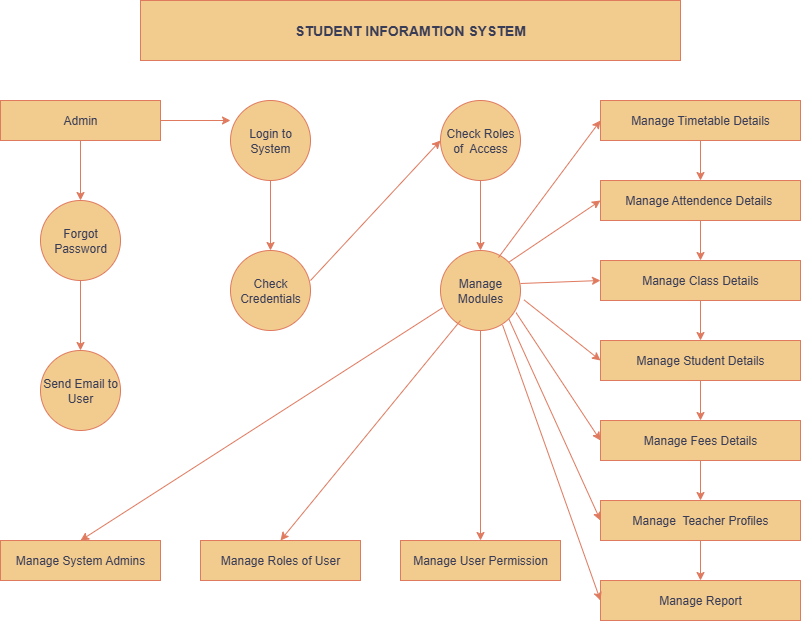 STUDENT INFORAMTION SYSTEM
Admin
Login to
System
Check Roles
of Access
Manage Timetable Details
Manage Attendence Details
Forgot
Password
Check
Credentials
Manage
Modules
Manage Class Details
Manage Student Details
Send Email to
User
Manage Fees Details
Manage Teacher Profiles
Manage System Admins
Manage Roles of User
Manage User Permission
Manage Report